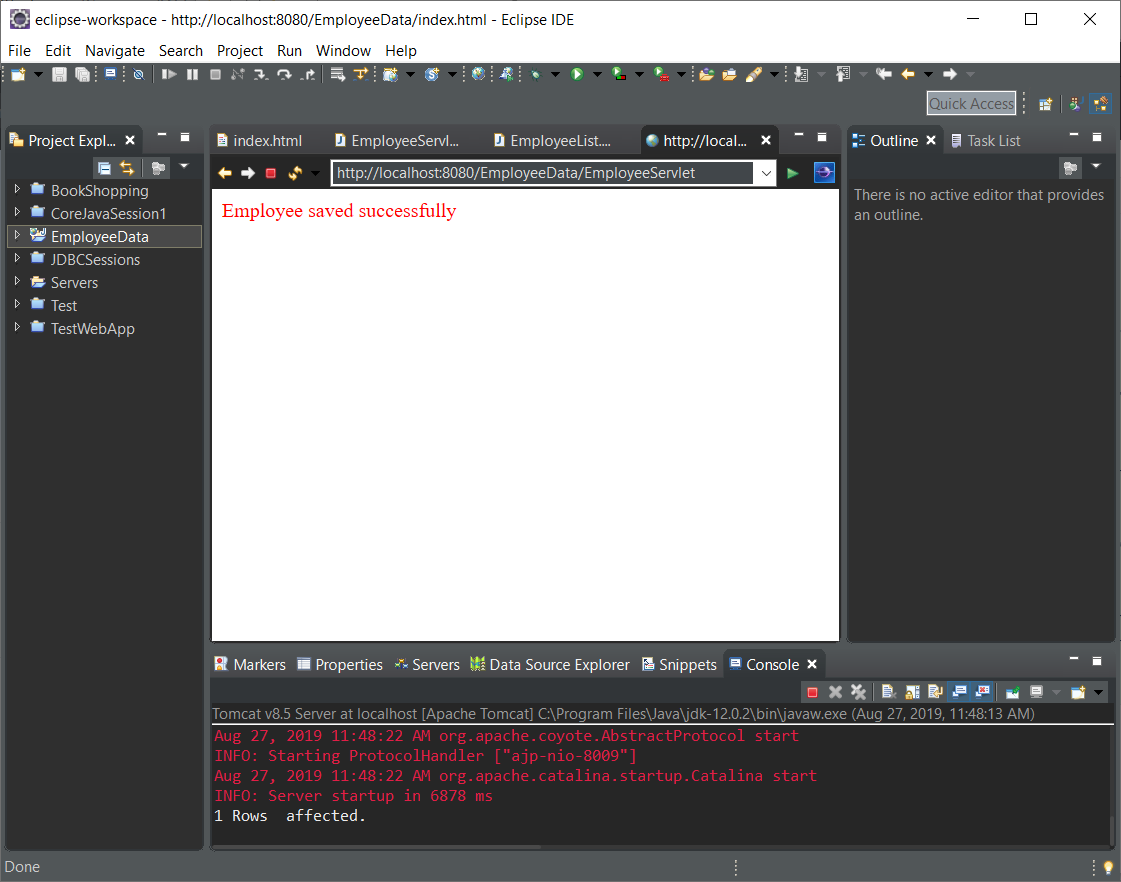 eclipse-workspace - http://localhost:8080/EmployeeData/index.html - Eclipse IDE
File Edit Navigate Search Project Run Window Help
Quick Access
Project Expl...
index.html
EmployeeServl...
EmployeeList....
http://local...
Outline
Task List
http://localhost:8080/EmployeeData/EmployeeServlet
BookShopping
CoreJavaSession1
EmployeeData
JDBCSessions
Servers
Test
TestWebApp
Employee saved successfully
There is no active editor that provides
an outline.
Markers Properties Servers Data Source Explorer Snippets Console
Tomcat v8.5 Server at localhost [Apache Tomcat] C:\Program Files\Java\jdk-12.0.2\bin\javaw.exe (Aug 27, 2019, 11:48:13 AM)
Aug 27, 2019 11:48:22 AM org.apache.coyote.AbstractProtocol start
INFO: Starting ProtocolHandler ["ajp-nio-8009"]
Aug 27, 2019 11:48:22 AM org.apache.catalina.startup.Catalina start
INFO: Server startup in 6878 ms
1 Rows  affected.
Done